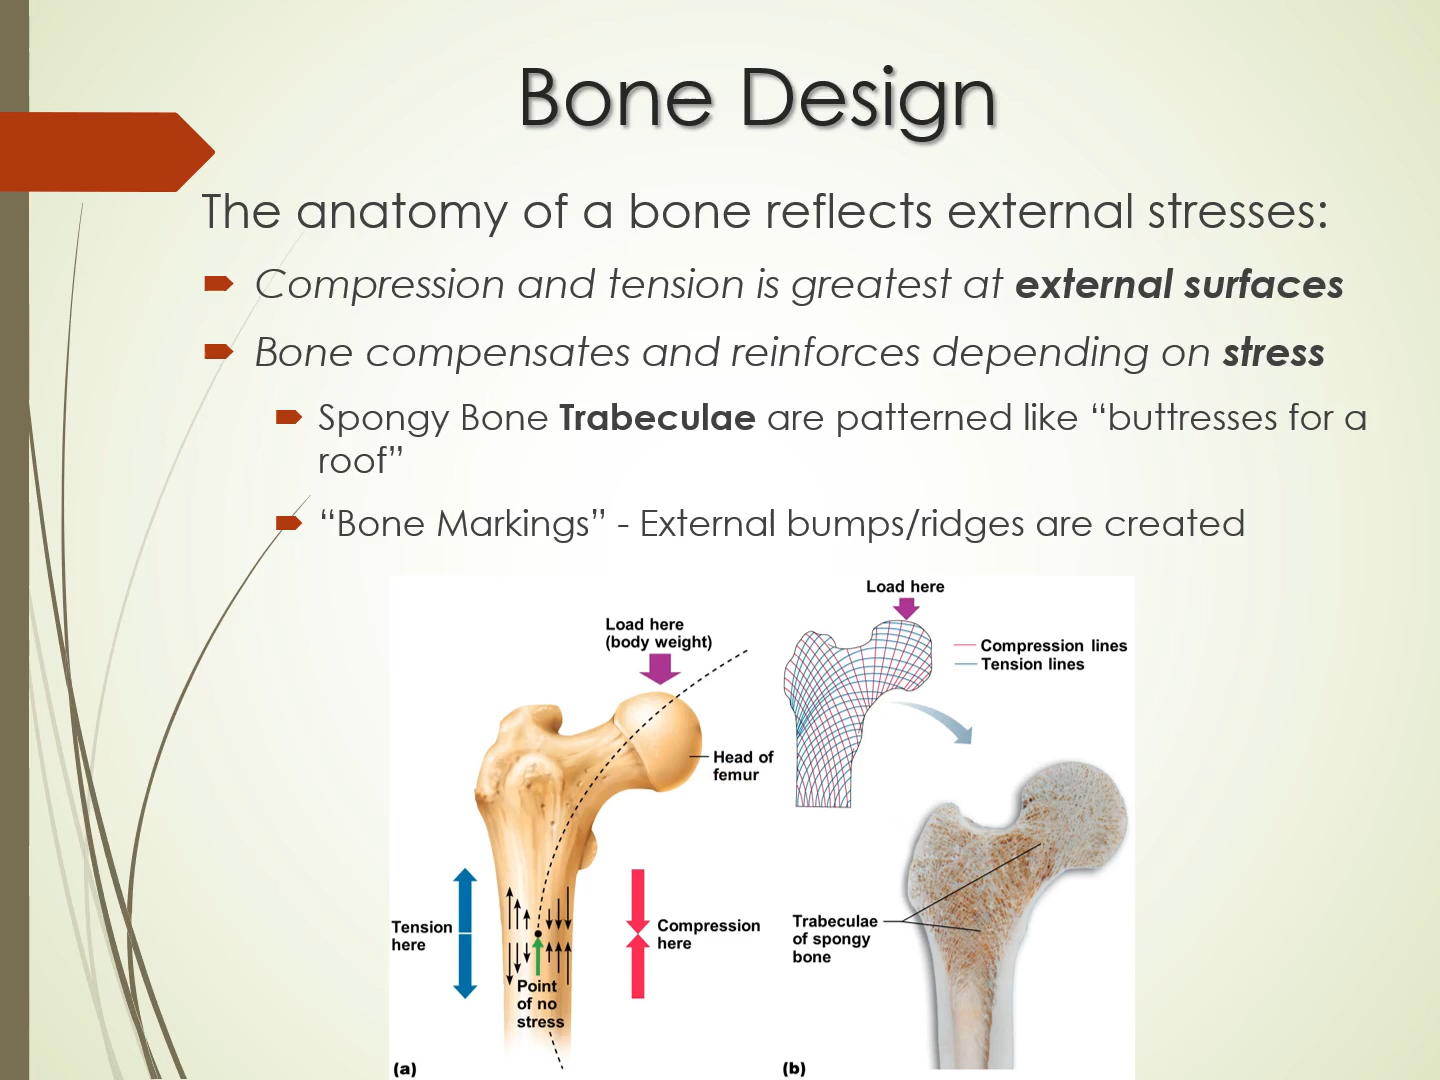 Bone Design
The anatomy of a bone reflects external stresses:
Compression and tension is greatest at external surfaces
Bone compensates and reinforces depending on stress
Spongy Bone Trabeculae are patterned like “buttresses for a
roof”
“Bone Markings” - External bumps/ridges are created
Load here
(body weight)
Head of
femur
Tension
here
Compression
here
Point
of no
stress
(a)
Load here
Compression lines
Tension lines
Trabeculae
of spongy
bone
(b)